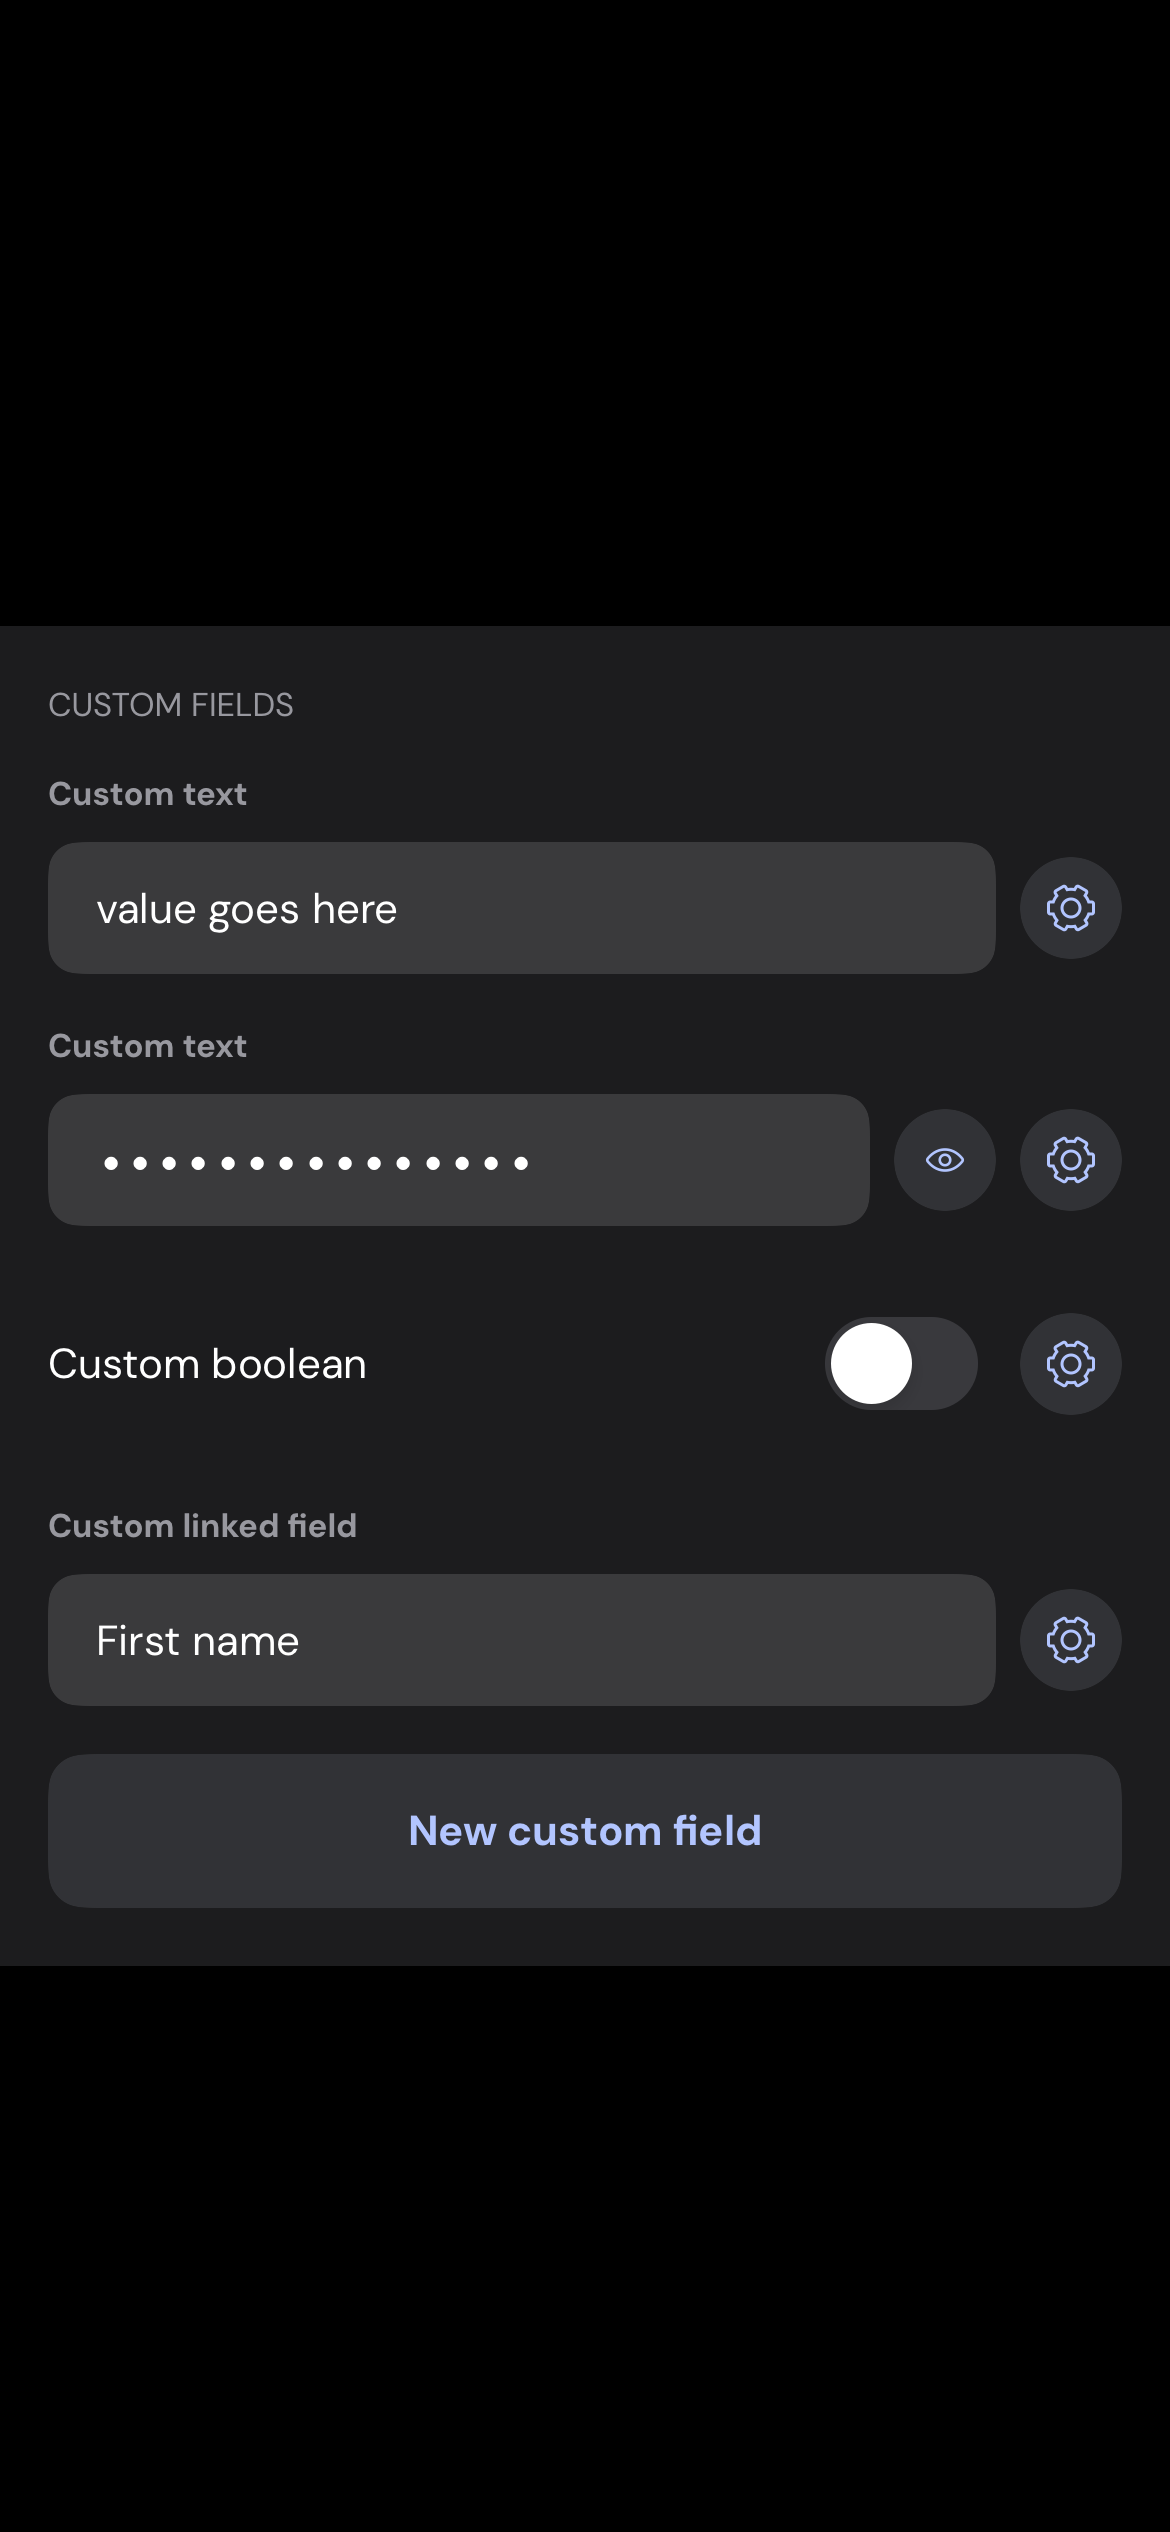 CUSTOM FIELDS
Custom text
value goes here
Custom text
•••••••••••••••
Custom boolean
Custom linked field
First name
New custom field